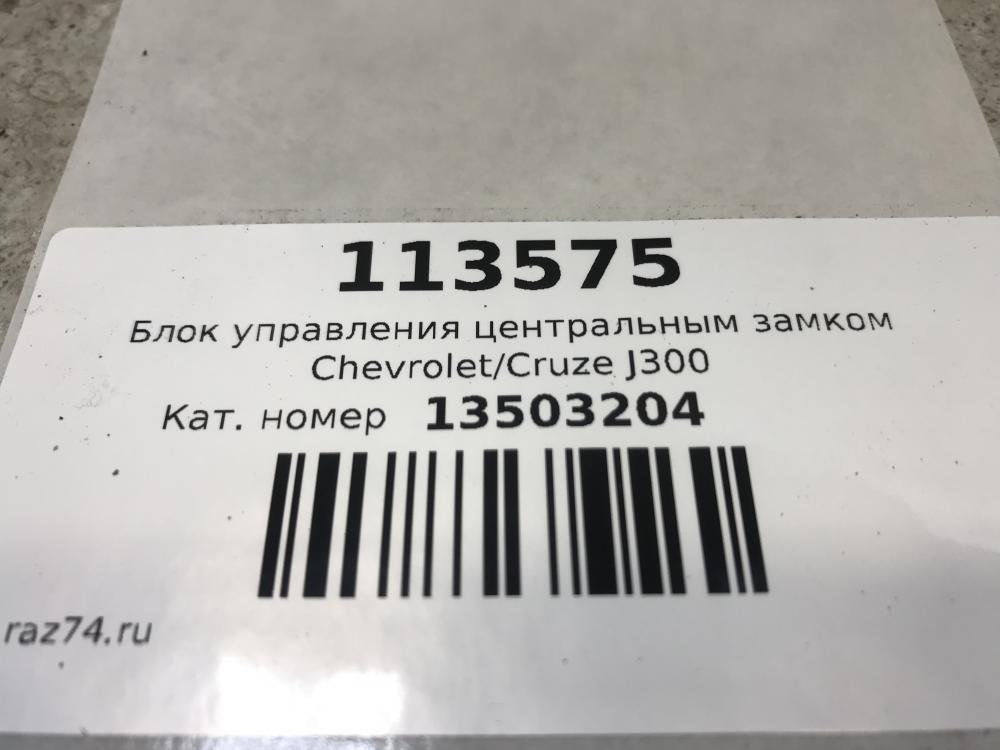 113575
Блок управления центральным замком
Chevrolet/Cruze J300
Кат. номер 13503204
raz74.ru